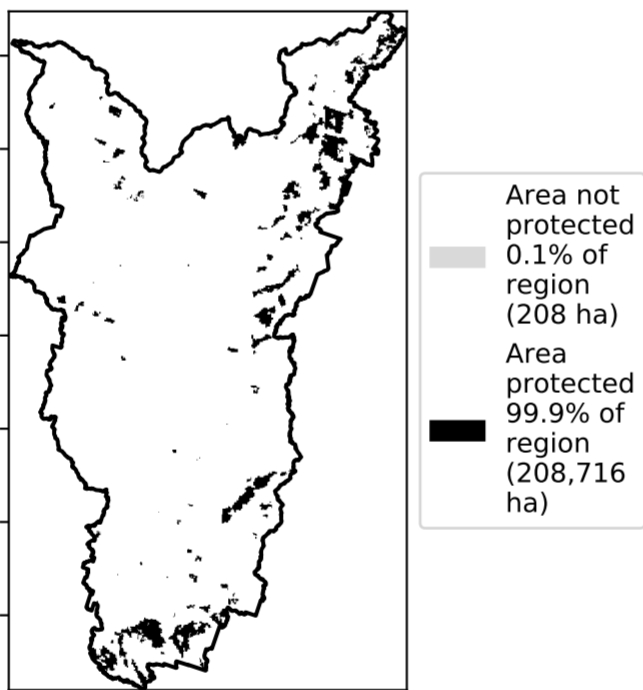 Area not
protected
0.1% of
region
(208 ha)
Area
protected
99.9% of
region
(208,716
ha)